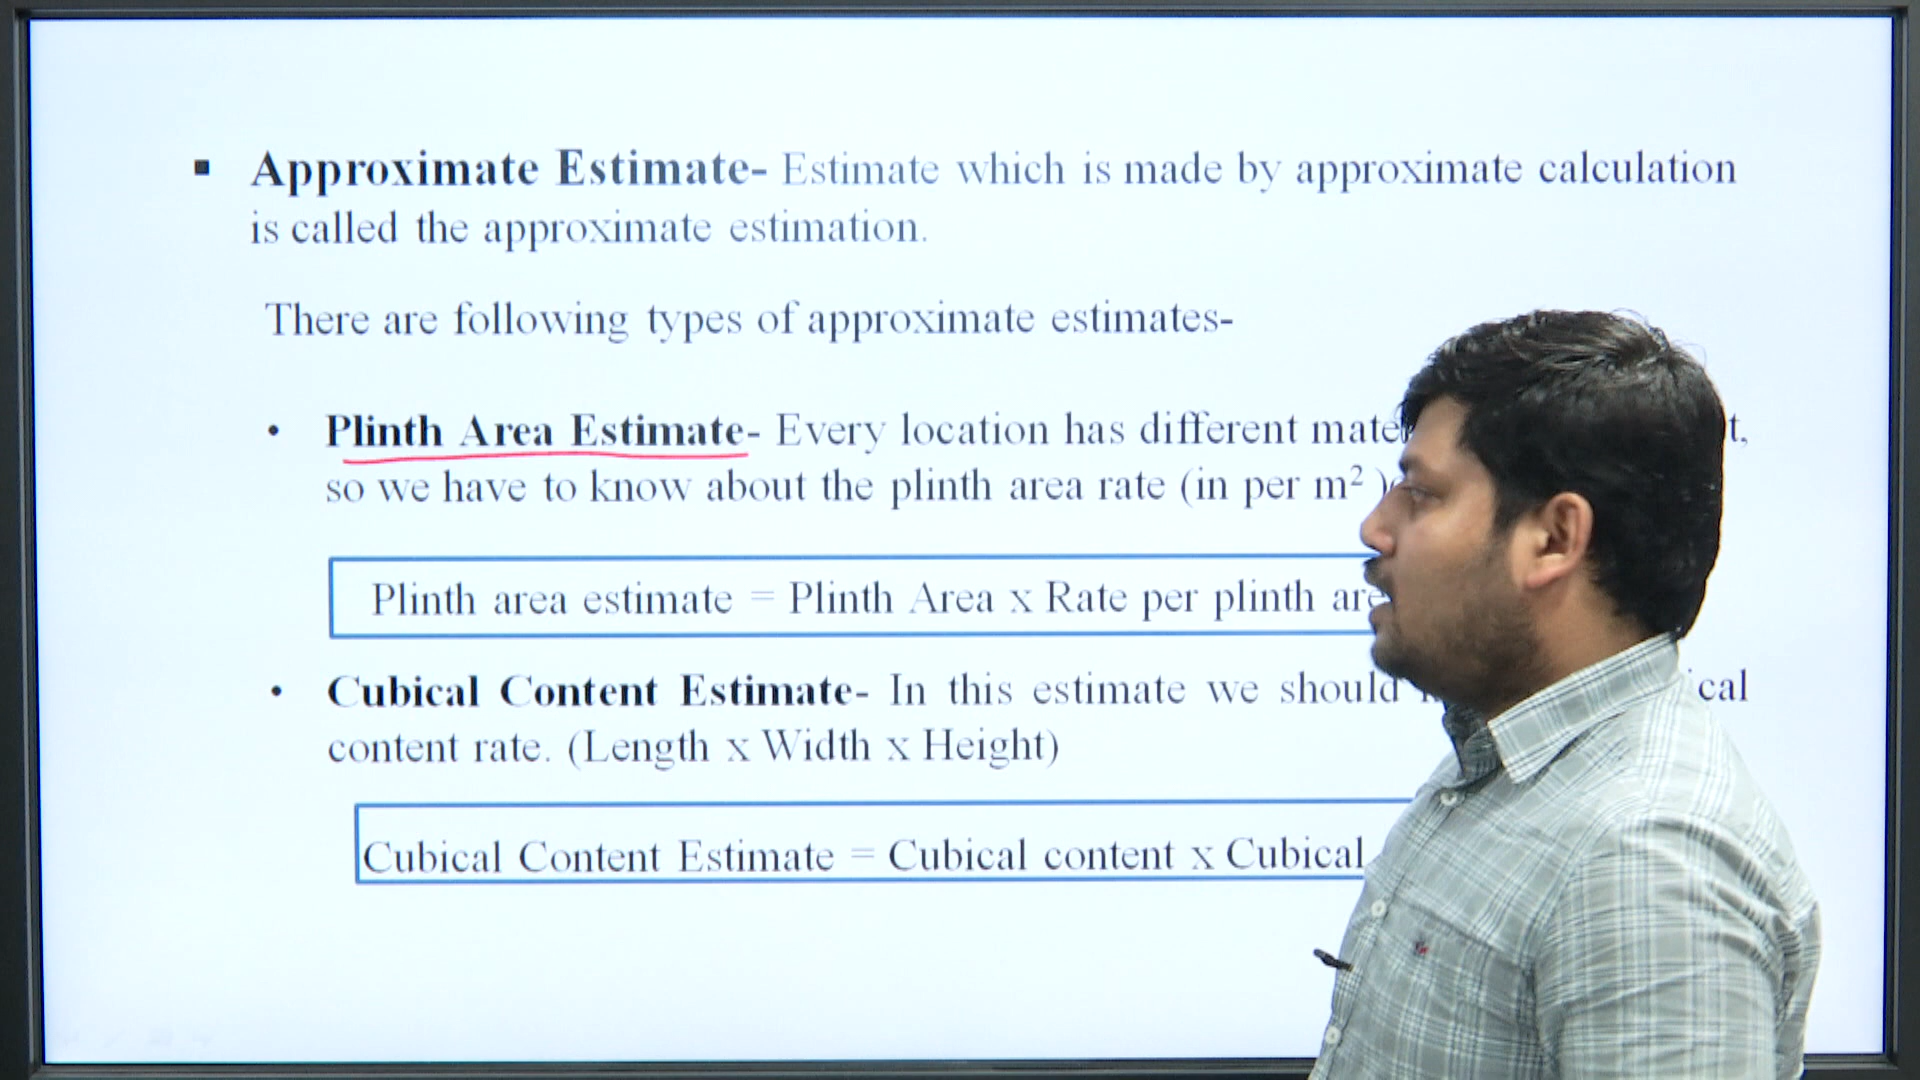 ▪ Approximate Estimate- Estimate which is made by approximate calculation
is called the approximate estimation.
There are following types of approximate estimates-
• Plinth Area Estimate- Every location has different
so we have to know about the plinth area rate (in per m²)
Plinth area estimate = Plinth Area x Rate per plinth
• Cubical Content Estimate- In this estimate we should
content rate. (Length x Width x Height)
Cubical Content Estimate = Cubical content x Cubical